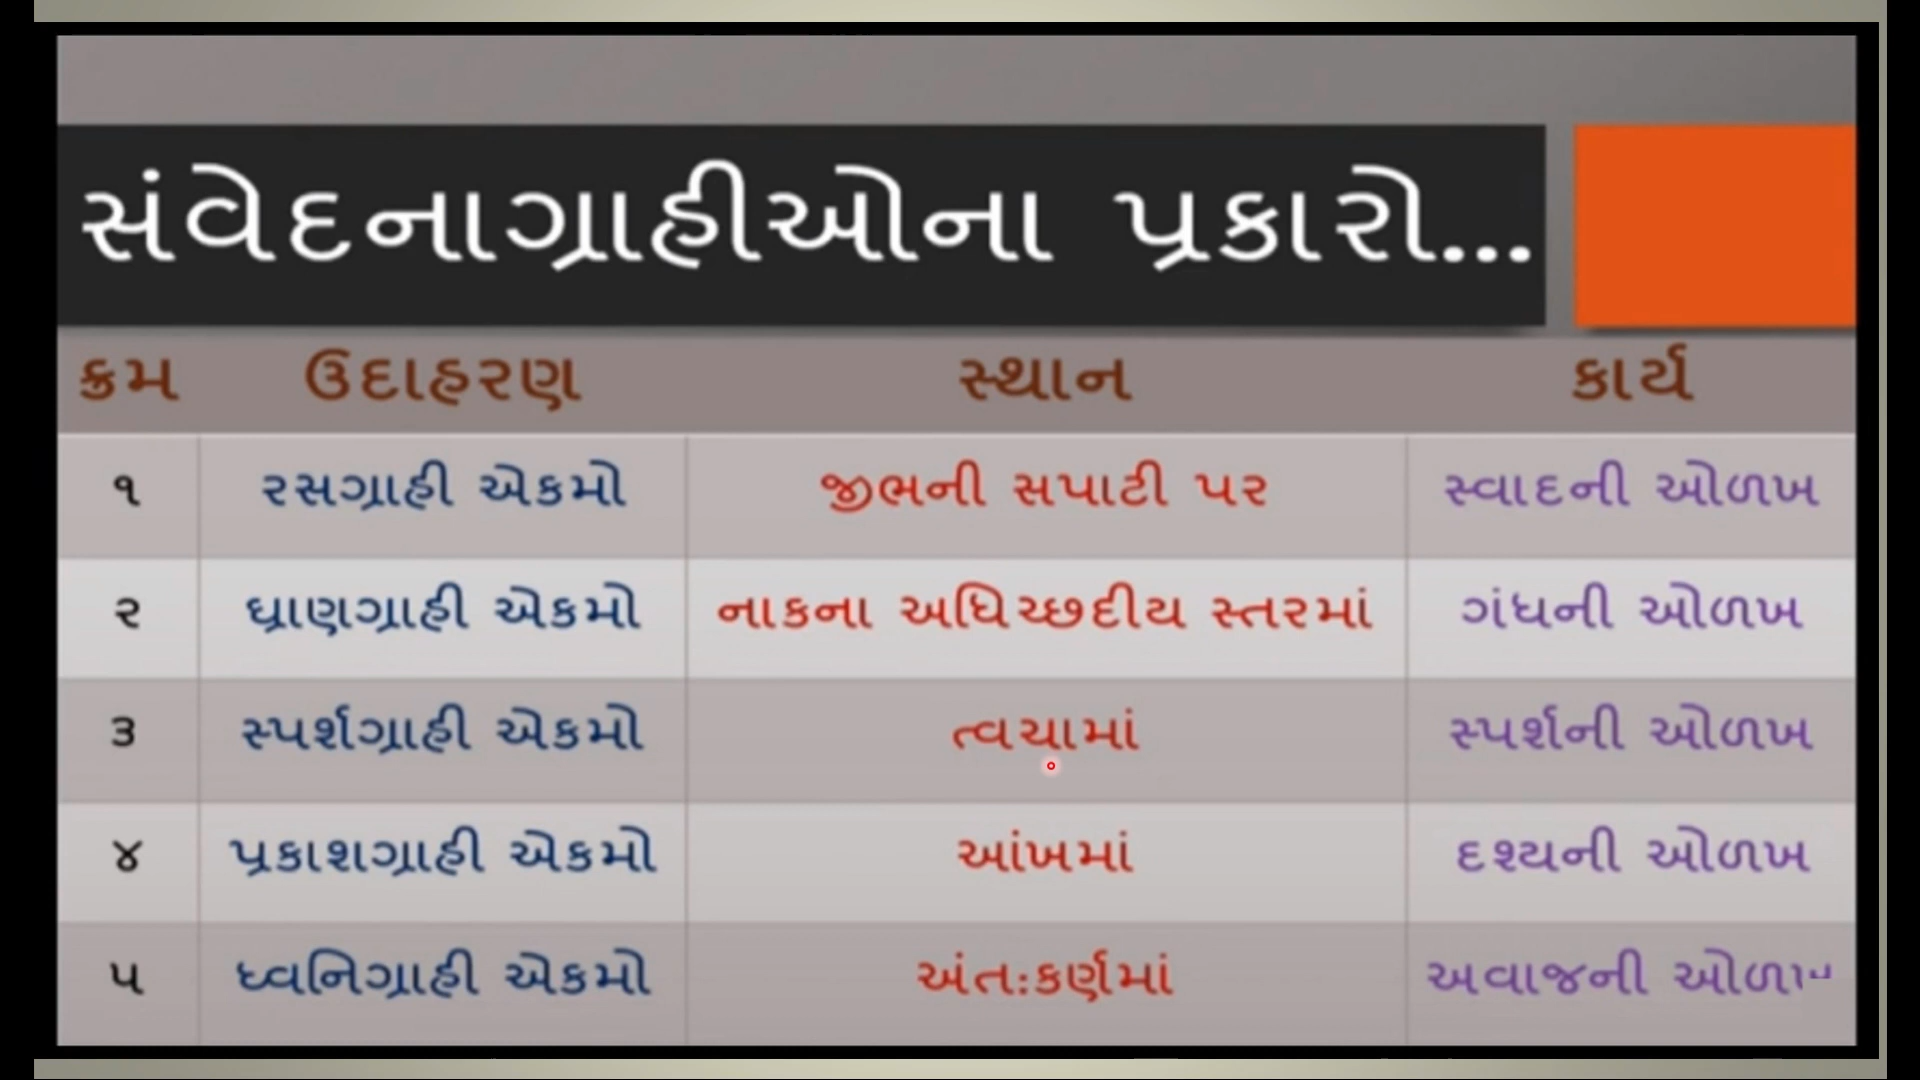 સંવેદનાગ્રાહીઓના પ્રકારો...
ક્રમ ઉદાહરણ સ્થાન કાર્ય
૧ રસગ્રાહી એકમો જીભની સપાટી પર સ્વાદની ઓળખ
૨ ઘ્રાણગ્રાહી એકમો નાકના અધિચ્છદીય સ્તરમાં ગંધની ઓળખ
૩ સ્પર્શગ્રાહી એકમો ત્વચામાં સ્પર્શની ઓળખ
૪ પ્રકાશગ્રાહી એકમો આંખમાં દશ્યની ઓળખ
૫ ધ્વનિગ્રાહી એકમો અંત:કર્ણમાં અવાજની